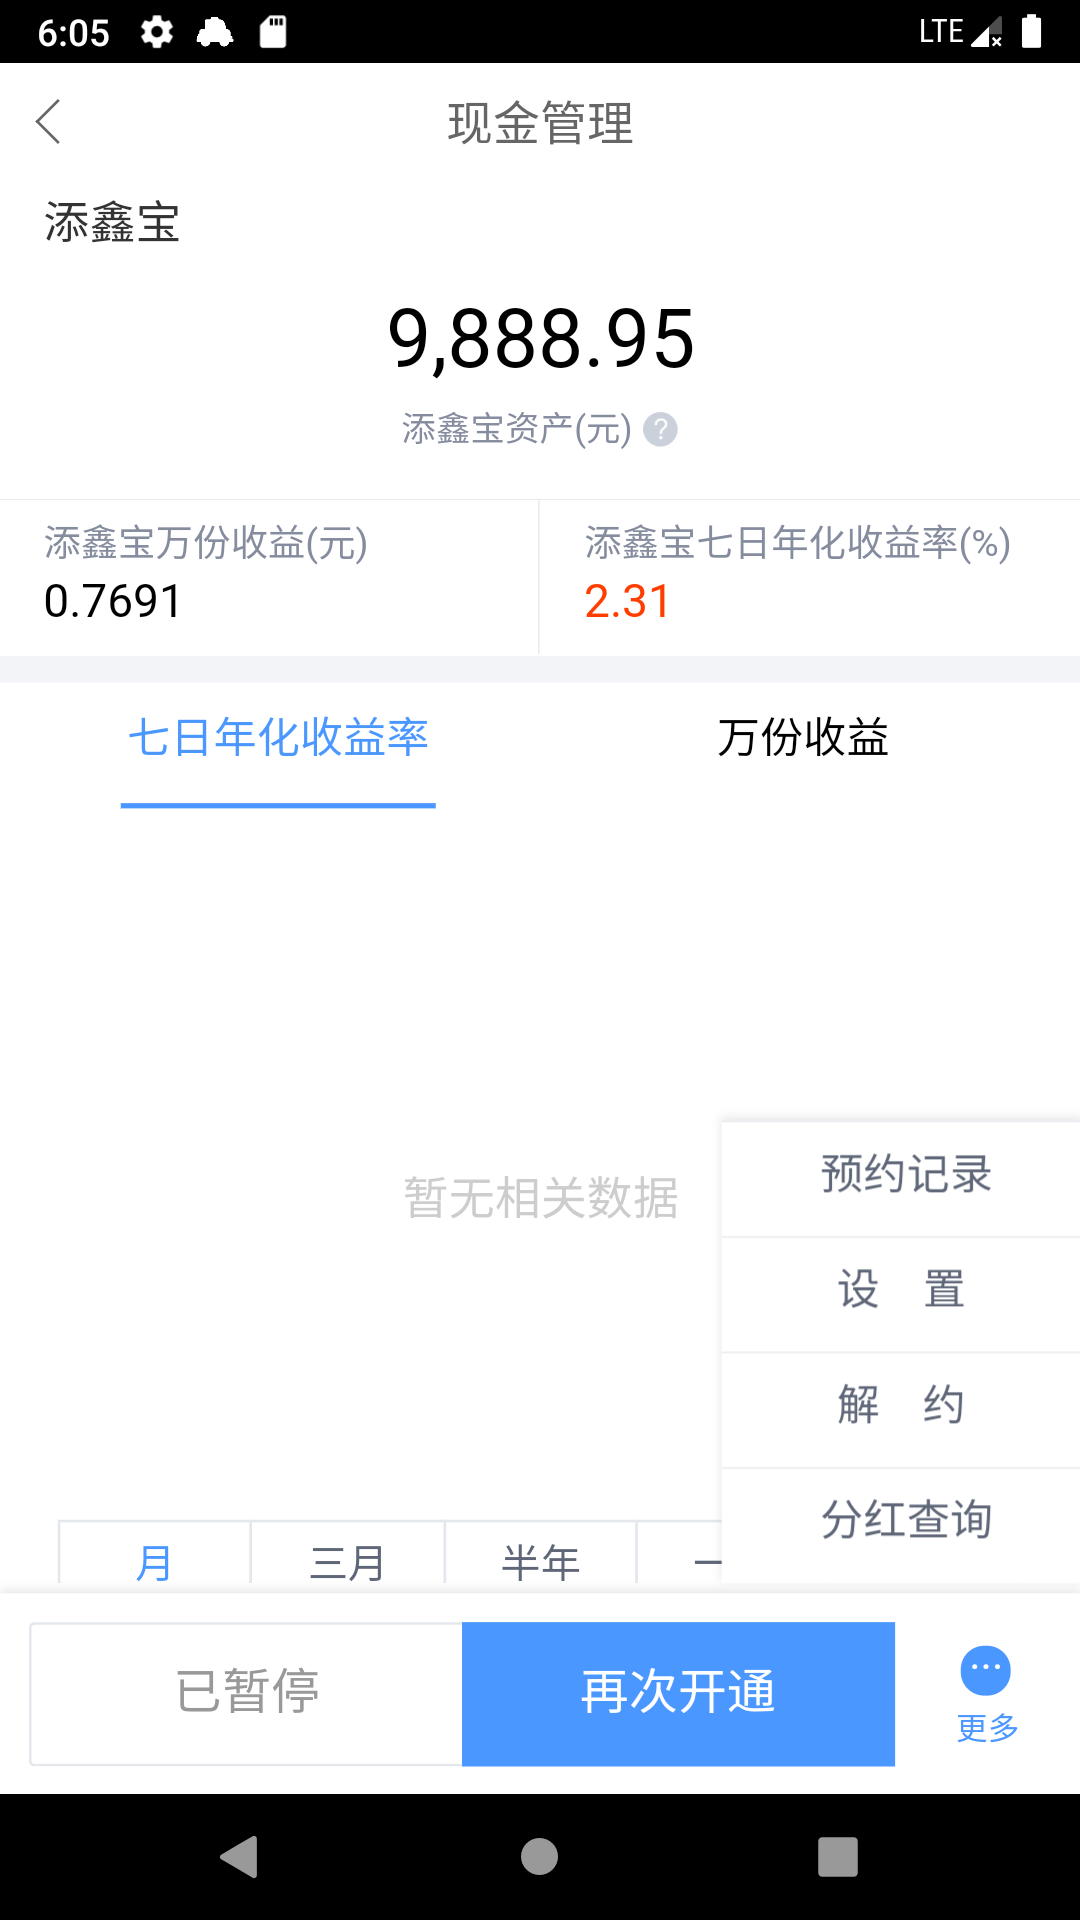 6:05 LTE
现金管理
添鑫宝
9,888.95
添鑫宝资产(元) ?
添鑫宝万份收益(元) 添鑫宝七日年化收益率(%)
0.7691 2.31
七日年化收益率 万份收益
预约记录
暂无相关数据
设 置
解 约
分红查询
月 三月 半年
已暂停 再次开通
更多